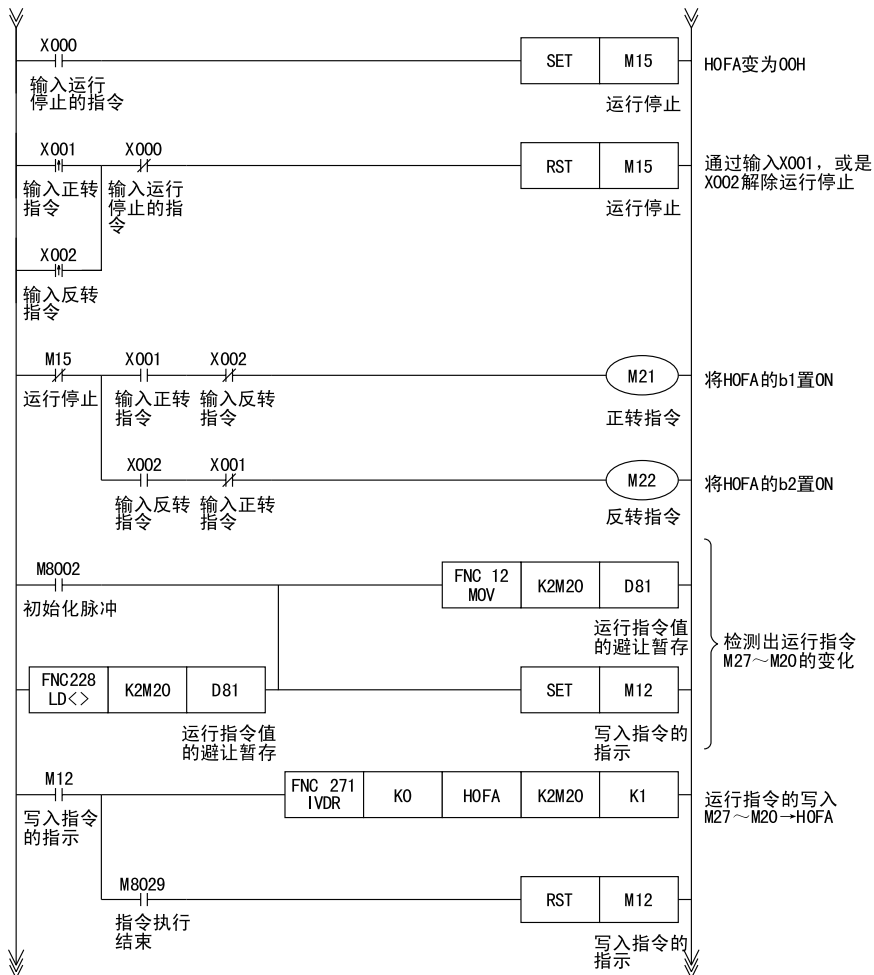 X000
SET M15
H0FA变为00H
输入运行
停止的指令
运行停止
X001 X000
RST M15
通过输入X001，或是
X002解除运行停止
输入正转
指令
输入运行
停止的指
令
运行停止
X002
输入反转
指令
M15 X001 X002
M21
将H0FA的b1置ON
运行停止
输入正转
指令
输入反转
指令
正转指令
X002 X001
M22
将H0FA的b2置ON
输入反转
指令
输入正转
指令
反转指令
M8002
FNC 12
MOV
K2M20 D81
初始化脉冲
运行指令值
的避让暂存
检测出运行指令
M27～M20的变化
FNC228
LD<>
K2M20 D81
SET M12
运行指令值
的避让暂存
写入指令的
指示
M12
FNC 271
IVDR
K0 H0FA K2M20 K1
运行指令的写入
M27～M20→H0FA
写入指令
的指示
M8029
RST M12
指令执行
结束
写入指令的
指示